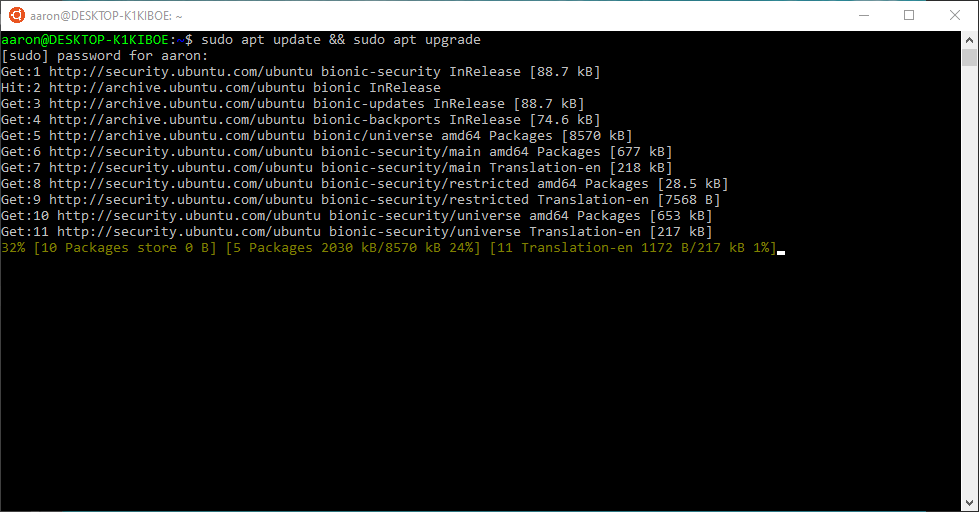 aaron@DESKTOP-K1KIBOE: ~
aaron@DESKTOP-K1KIBOE:~$ sudo apt update && sudo apt upgrade
[sudo] password for aaron:
Get:1 http://security.ubuntu.com/ubuntu bionic-security InRelease [88.7 kB]
Hit:2 http://archive.ubuntu.com/ubuntu bionic InRelease
Get:3 http://archive.ubuntu.com/ubuntu bionic-updates InRelease [88.7 kB]
Get:4 http://archive.ubuntu.com/ubuntu bionic-backports InRelease [74.6 kB]
Get:5 http://archive.ubuntu.com/ubuntu bionic/universe amd64 Packages [8570 kB]
Get:6 http://security.ubuntu.com/ubuntu bionic-security/main amd64 Packages [677 kB]
Get:7 http://security.ubuntu.com/ubuntu bionic-security/main Translation-en [218 kB]
Get:8 http://security.ubuntu.com/ubuntu bionic-security/restricted amd64 Packages [28.5 kB]
Get:9 http://security.ubuntu.com/ubuntu bionic-security/restricted Translation-en [7568 B]
Get:10 http://security.ubuntu.com/ubuntu bionic-security/universe amd64 Packages [653 kB]
Get:11 http://security.ubuntu.com/ubuntu bionic-security/universe Translation-en [217 kB]
32% [10 Packages store 0 B] [5 Packages 2030 kB/8570 kB 24%] [11 Translation-en 1172 B/217 kB 1%]